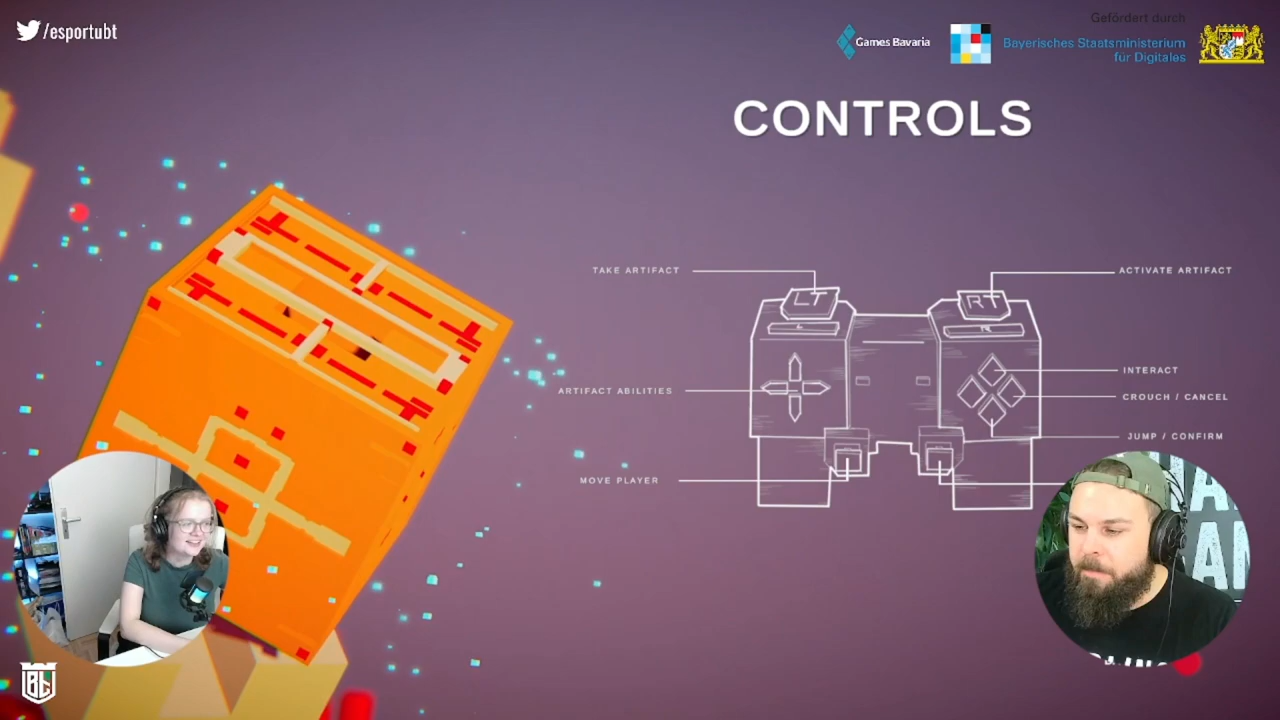 /esportubt
Gefördert durch
Games Bavaria
Bayerisches Staatsministerium
für Digitales
CONTROLS
TAKE ARTIFACT
ACTIVATE ARTIFACT
LT
RT
L
R
INTERACT
ARTIFACT ABILITIES
CROUCH / CANCEL
JUMP / CONFIRM
MOVE PLAYER